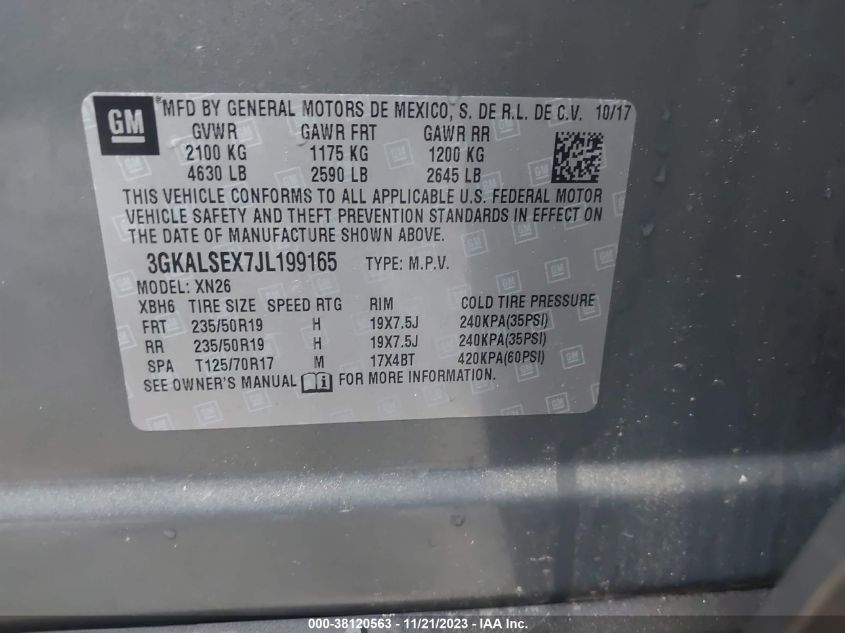 GM
®MFD BY GENERAL MOTORS DE MEXICO, S. DE R.L. DE C.V. 10/17
GVWR GAWR FRT GAWR RR
2100 KG 1175 KG 1200 KG
4630 LB 2590 LB 2645 LB
THIS VEHICLE CONFORMS TO ALL APPLICABLE U.S. FEDERAL MOTOR
VEHICLE SAFETY AND THEFT PREVENTION STANDARDS IN EFFECT ON
THE DATE OF MANUFACTURE SHOWN ABOVE.
3GKALSEX7JL199165 TYPE: M.P.V.
MODEL: XN26
XBH6 TIRE SIZE SPEED RTG RIM COLD TIRE PRESSURE
FRT 235/50R19 H 19X7.5J 240KPA(35PSI)
RR 235/50R19 H 19X7.5J 240KPA(35PSI)
SPA T125/70R17 M 17X4BT 420KPA(60PSI)
SEE OWNER'S MANUAL FOR MORE INFORMATION.
000-38120563 - 11/21/2023 - IAA Inc.